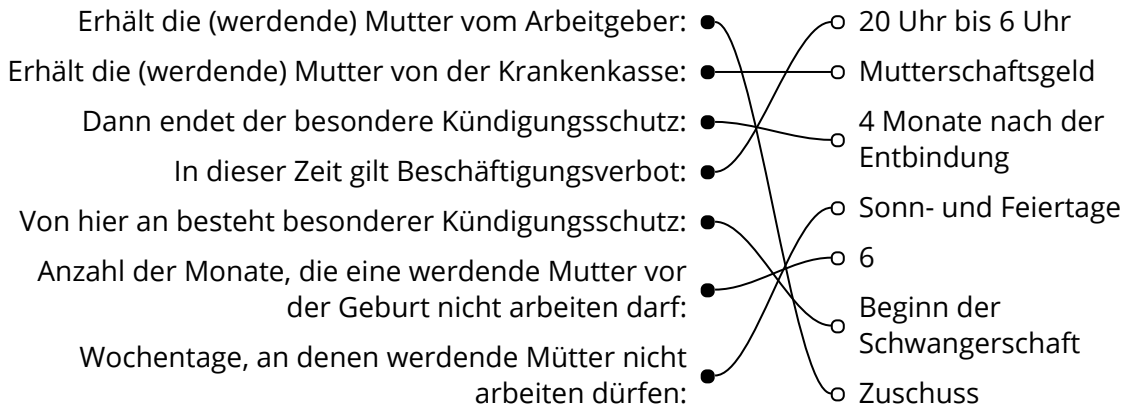 Erhält die (werdende) Mutter vom Arbeitgeber:
Erhält die (werdende) Mutter von der Krankenkasse:
Dann endet der besondere Kündigungsschutz:
In dieser Zeit gilt Beschäftigungsverbot:
Von hier an besteht besonderer Kündigungsschutz:
Anzahl der Monate, die eine werdende Mutter vor
der Geburt nicht arbeiten darf:
Wochentage, an denen werdende Mütter nicht
arbeiten dürfen:
20 Uhr bis 6 Uhr
Mutterschaftsgeld
4 Monate nach der
Entbindung
Sonn- und Feiertage
6
Beginn der
Schwangerschaft
Zuschuss